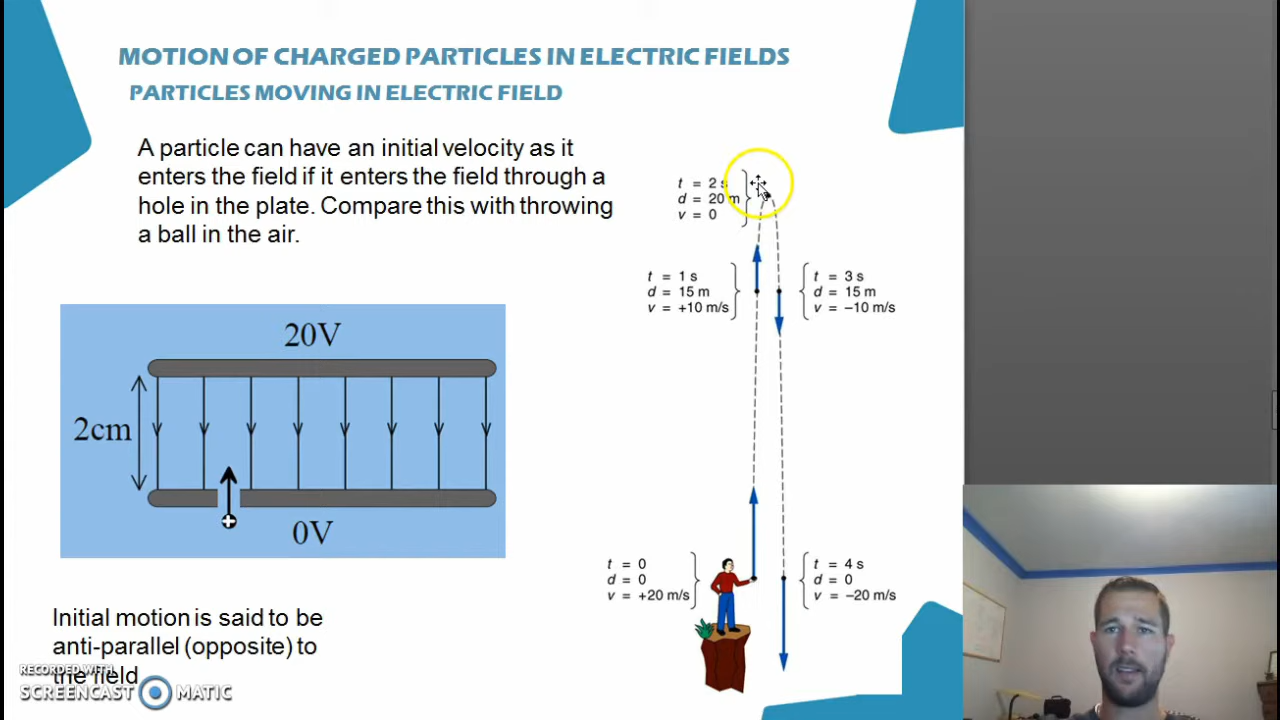 MOTION OF CHARGED PARTICLES IN ELECTRIC FIELDS
PARTICLES MOVING IN ELECTRIC FIELD
A particle can have an initial velocity as it
enters the field if it enters the field through a
hole in the plate. Compare this with throwing
a ball in the air.
t = 2 s
d = 20 m
v = 0
t = 1 s
d = 15 m
v = +10 m/s
t = 3 s
d = 15 m
v = –10 m/s
20V
2cm
0V
t = 0
d = 0
v = +20 m/s
t = 4 s
d = 0
v = –20 m/s
Initial motion is said to be
anti-parallel (opposite) to
the field
RECORDED WITH
SCREENCAST MATIC